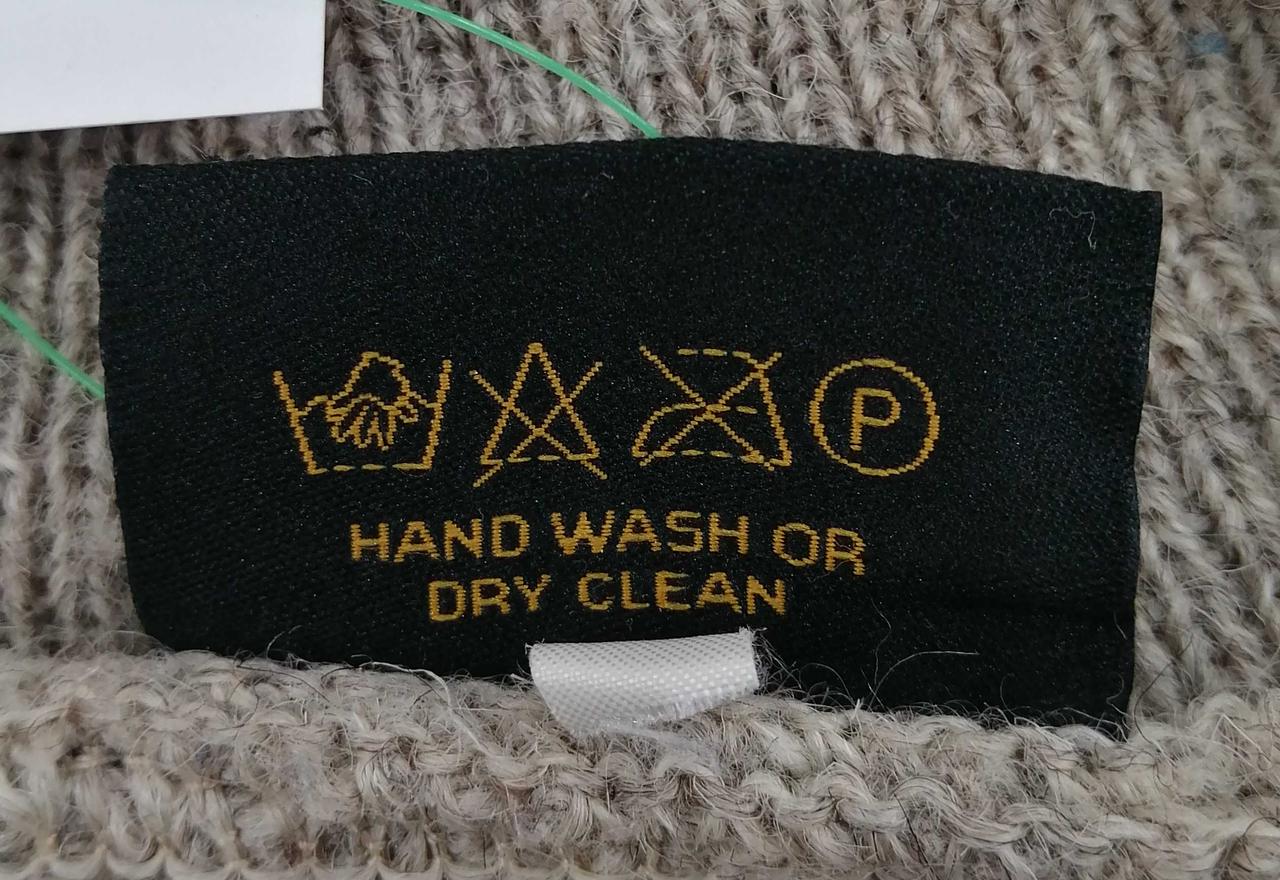 P
HAND WASH OR
DRY CLEAN